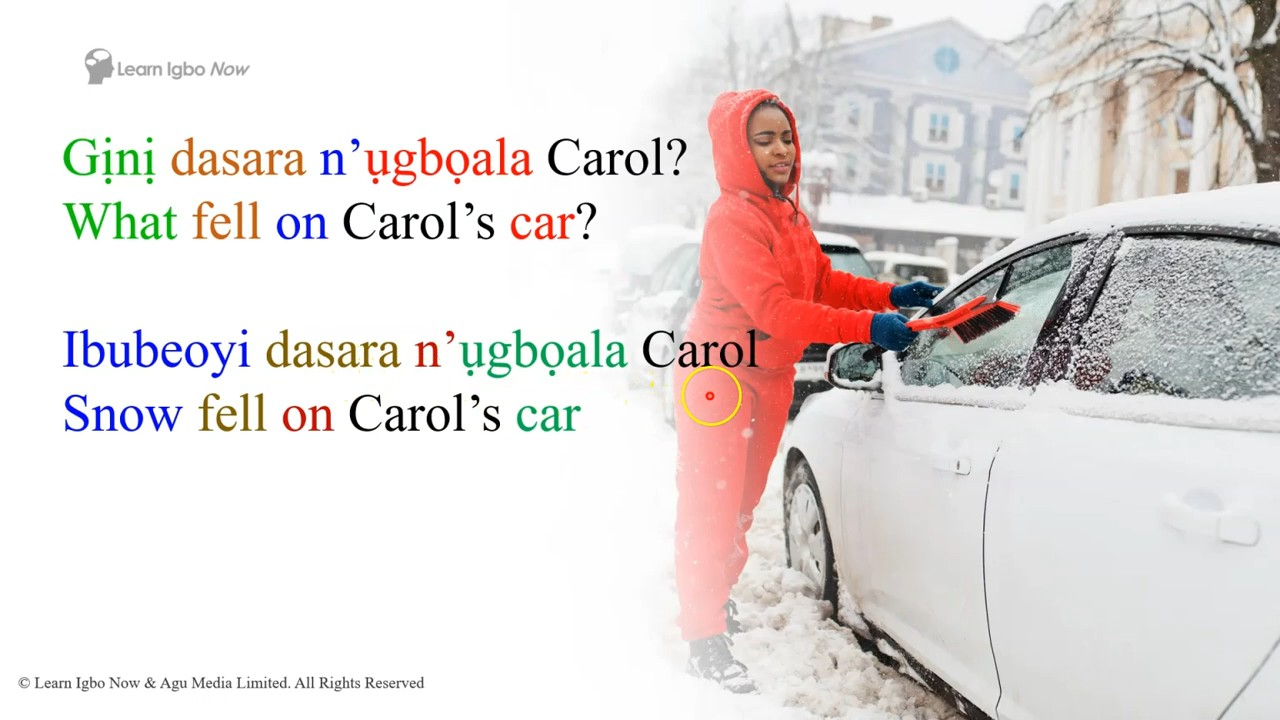 Learn Igbo Now
Gịnị dasara n’ụgbọala Carol?
What fell on Carol’s car?
Ibubeoyi dasara n’ụgbọala Carol
Snow fell on Carol’s car
© Learn Igbo Now & Agu Media Limited. All Rights Reserved